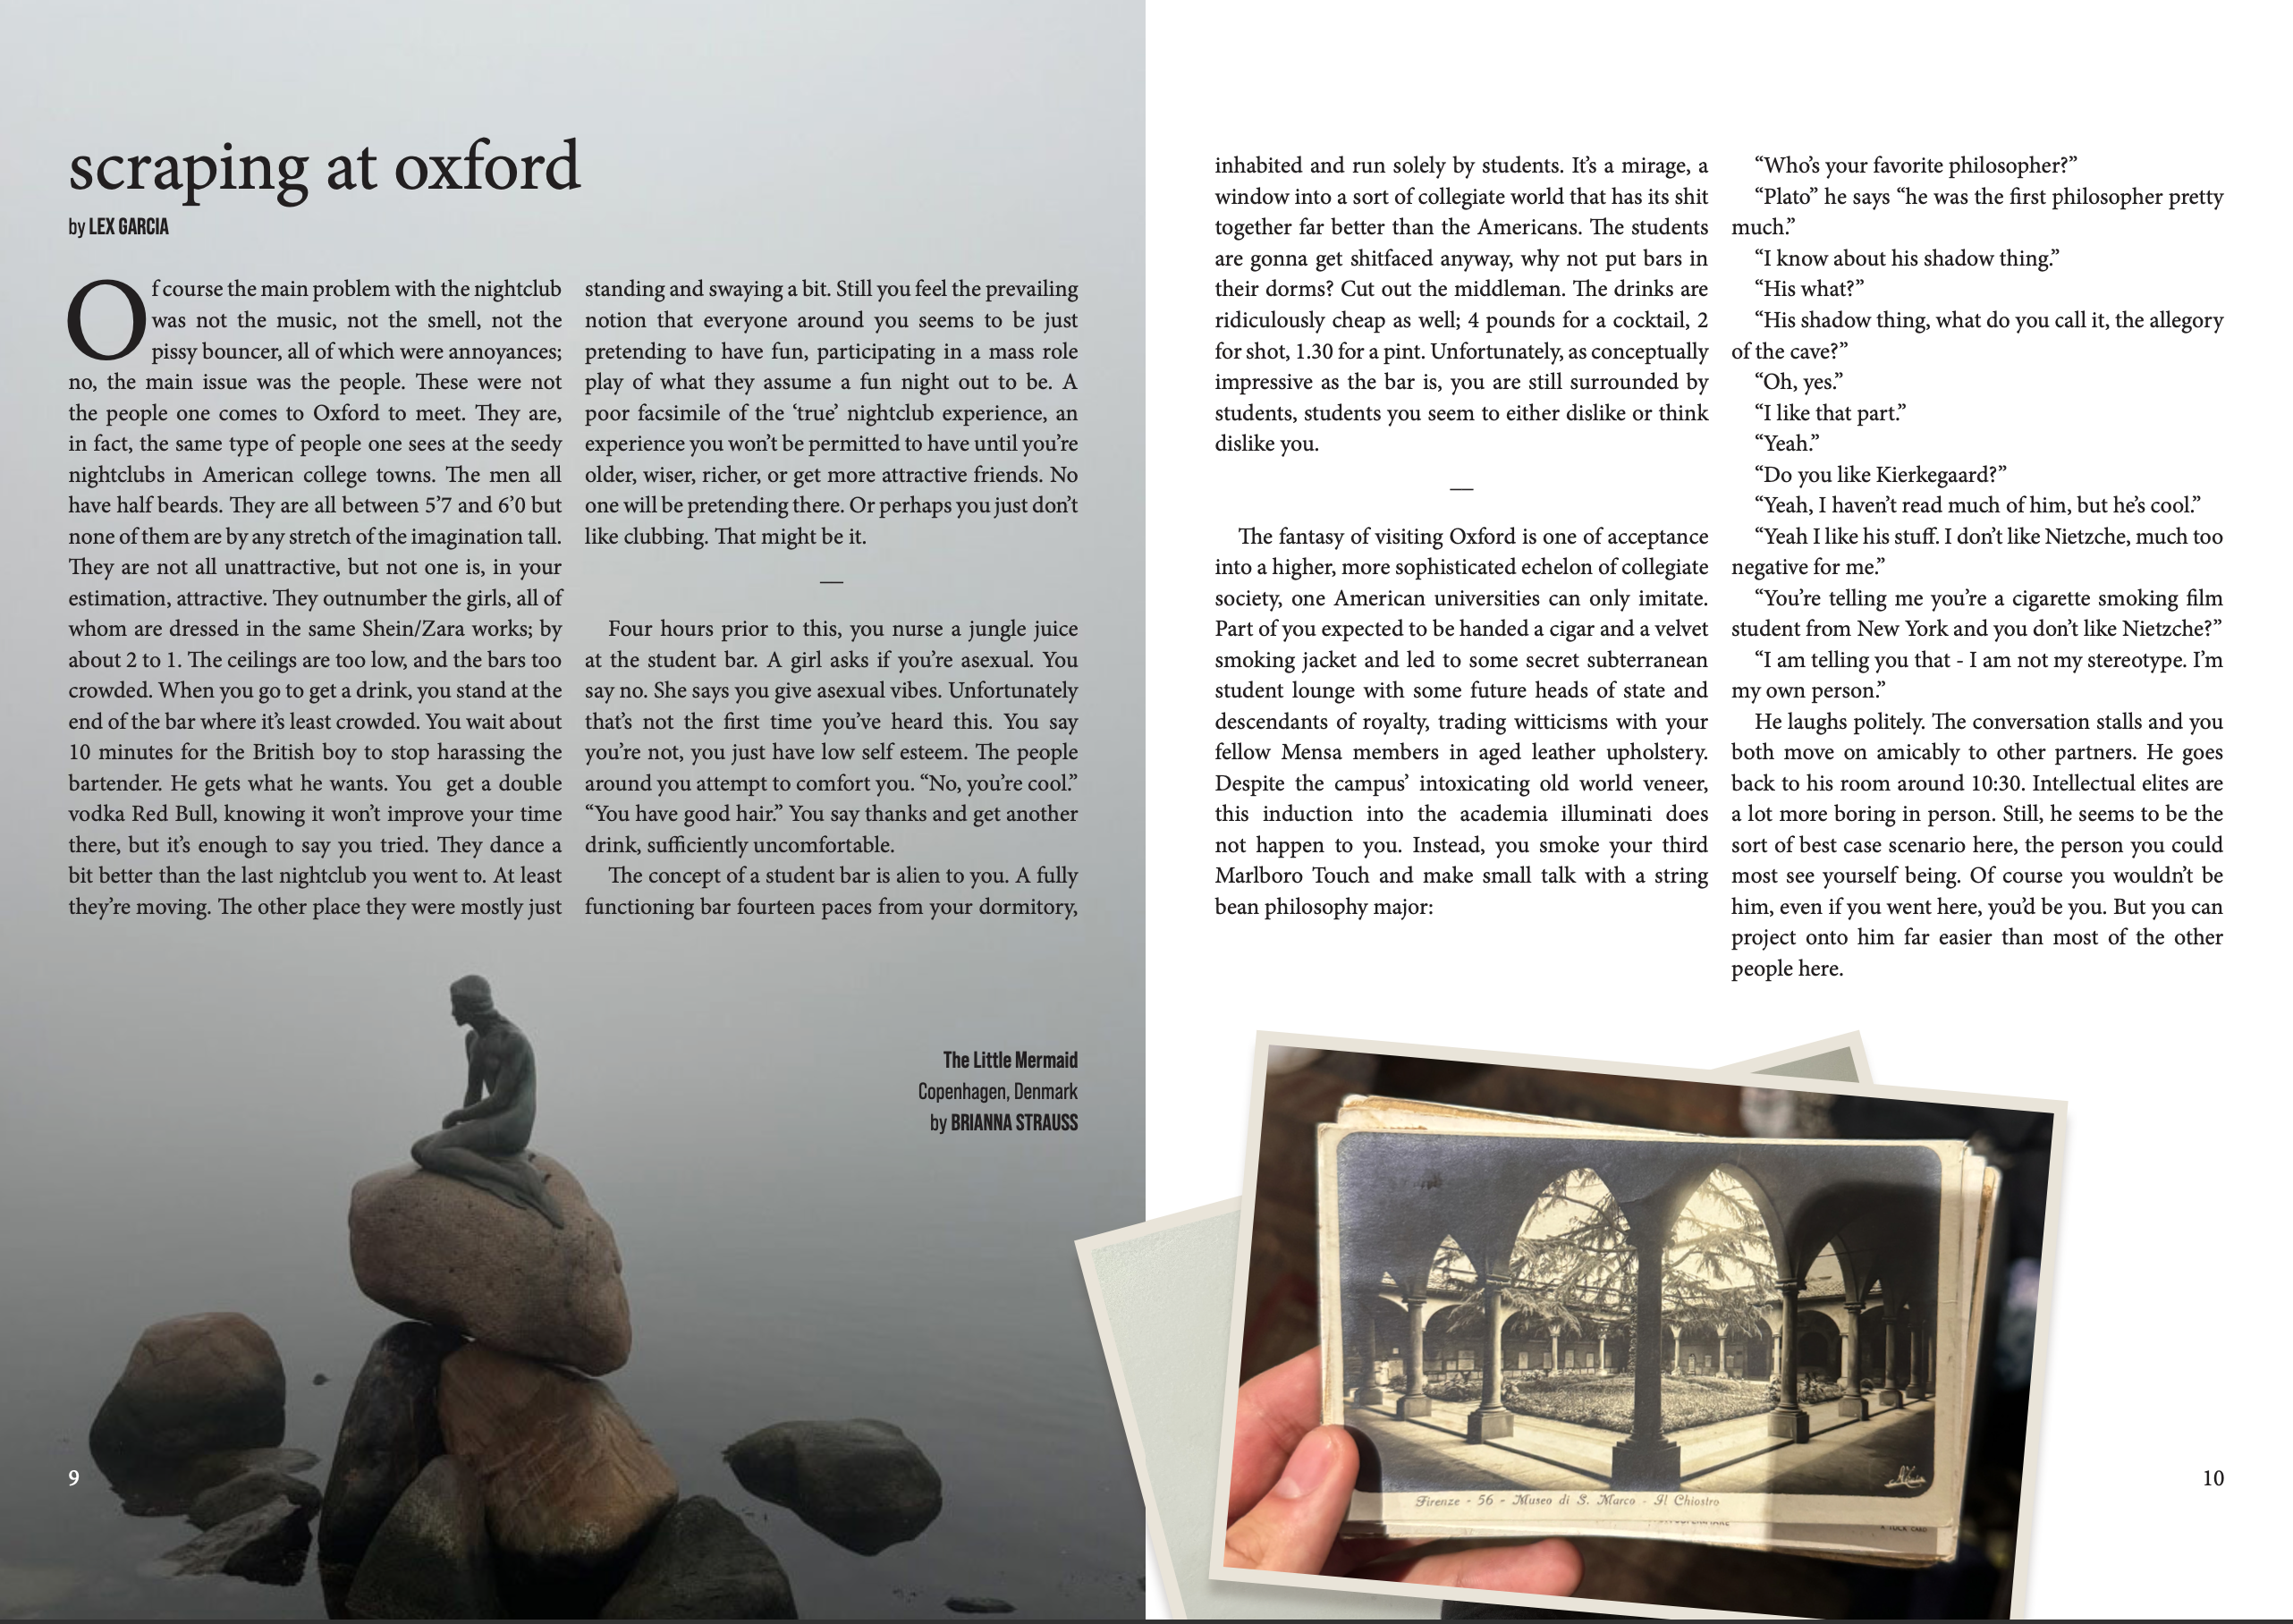 scraping at oxford
by LEX GARCIA
Of course the main problem with the nightclub
was not the music, not the smell, not the
pissy bouncer, all of which were annoyances;
no, the main issue was the people. These were not
the people one comes to Oxford to meet. They are,
in fact, the same type of people one sees at the seedy
nightclubs in American college towns. The men all
have half beards. They are all between 5’7 and 6’0 but
none of them are by any stretch of the imagination tall.
They are not all unattractive, but not one is, in your
estimation, attractive. They outnumber the girls, all of
whom are dressed in the same Shein/Zara works; by
about 2 to 1. The ceilings are too low, and the bars too
crowded. When you go to get a drink, you stand at the
end of the bar where it’s least crowded. You wait about
10 minutes for the British boy to stop harassing the
bartender. He gets what he wants. You get a double
vodka Red Bull, knowing it won’t improve your time
there, but it’s enough to say you tried. They dance a
bit better than the last nightclub you went to. At least
they’re moving. The other place they were mostly just
standing and swaying a bit. Still you feel the prevailing
notion that everyone around you seems to be just
pretending to have fun, participating in a mass role
play of what they assume a fun night out to be. A
poor facsimile of the ‘true’ nightclub experience, an
experience you won’t be permitted to have until you’re
older, wiser, richer, or get more attractive friends. No
one will be pretending there. Or perhaps you just don’t
like clubbing. That might be it.
—
Four hours prior to this, you nurse a jungle juice
at the student bar. A girl asks if you’re asexual. You
say no. She says you give asexual vibes. Unfortunately
that’s not the first time you’ve heard this. You say
you’re not, you just have low self esteem. The people
around you attempt to comfort you. “No, you’re cool.”
“You have good hair.” You say thanks and get another
drink, sufficiently uncomfortable.
The concept of a student bar is alien to you. A fully
functioning bar fourteen paces from your dormitory,
The Little Mermaid
Copenhagen, Denmark
by BRIANNA STRAUSS
9
inhabited and run solely by students. It’s a mirage, a
window into a sort of collegiate world that has its shit
together far better than the Americans. The students
are gonna get shitfaced anyway, why not put bars in
their dorms? Cut out the middleman. The drinks are
ridiculously cheap as well; 4 pounds for a cocktail, 2
for shot, 1.30 for a pint. Unfortunately, as conceptually
impressive as the bar is, you are still surrounded by
students, students you seem to either dislike or think
dislike you.
—
The fantasy of visiting Oxford is one of acceptance
into a higher, more sophisticated echelon of collegiate
society, one American universities can only imitate.
Part of you expected to be handed a cigar and a velvet
smoking jacket and led to some secret subterranean
student lounge with some future heads of state and
descendants of royalty, trading witticisms with your
fellow Mensa members in aged leather upholstery.
Despite the campus’ intoxicating old world veneer,
this induction into the academia illuminati does
not happen to you. Instead, you smoke your third
Marlboro Touch and make small talk with a string
bean philosophy major:
“Who’s your favorite philosopher?”
“Plato” he says “he was the first philosopher pretty
much.”
“I know about his shadow thing.”
“His what?”
“His shadow thing, what do you call it, the allegory
of the cave?”
“Oh, yes.”
“I like that part.”
“Yeah.”
“Do you like Kierkegaard?”
“Yeah, I haven’t read much of him, but he’s cool.”
“Yeah I like his stuff. I don’t like Nietzche, much too
negative for me.”
“You’re telling me you’re a cigarette smoking film
student from New York and you don’t like Nietzche?”
“I am telling you that - I am not my stereotype. I’m
my own person.”
He laughs politely. The conversation stalls and you
both move on amicably to other partners. He goes
back to his room around 10:30. Intellectual elites are
a lot more boring in person. Still, he seems to be the
sort of best case scenario here, the person you could
most see yourself being. Of course you wouldn’t be
him, even if you went here, you’d be you. But you can
project onto him far easier than most of the other
people here.
Firenze - 56 - Museo di S. Marco - Il Chiostro
10